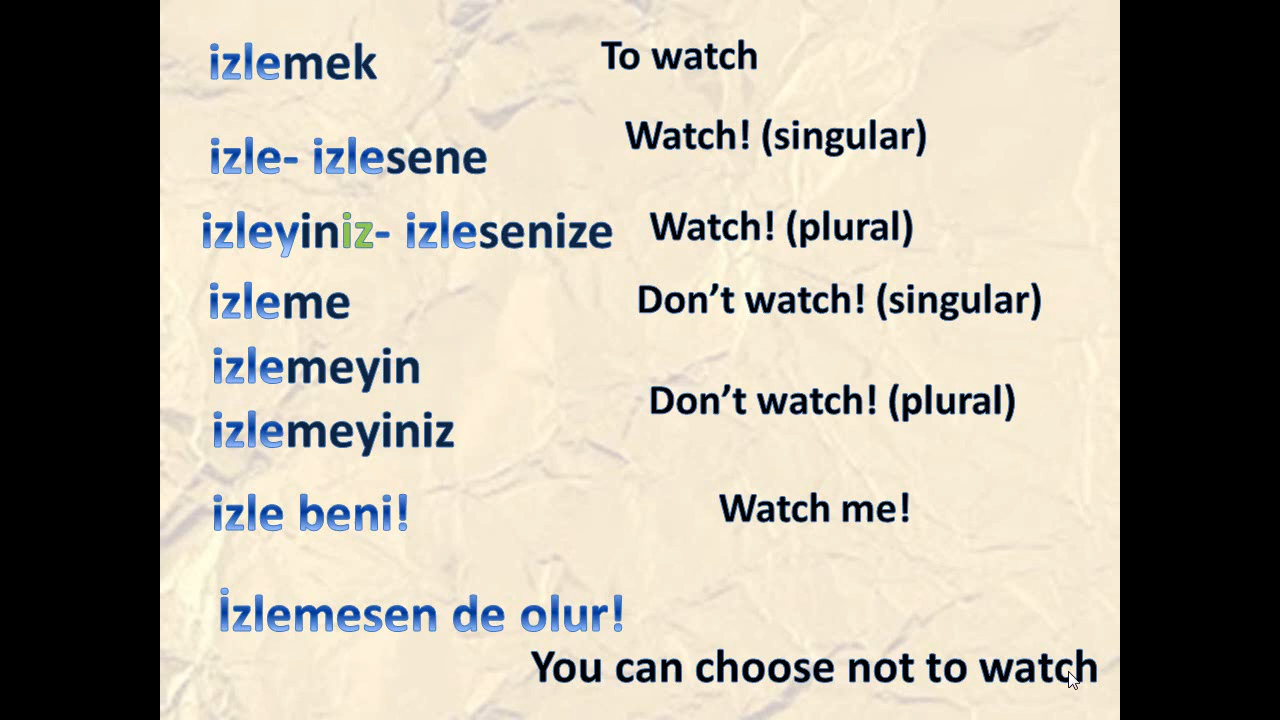 izlemek To watch
izle- izlesene Watch! (singular)
izleyiniz- izlesenize Watch! (plural)
izleme Don't watch! (singular)
izlemeyin
Don't watch! (plural)
izlemeyiniz
izle beni! Watch me!
İzlemesen de olur!
You can choose not to watch